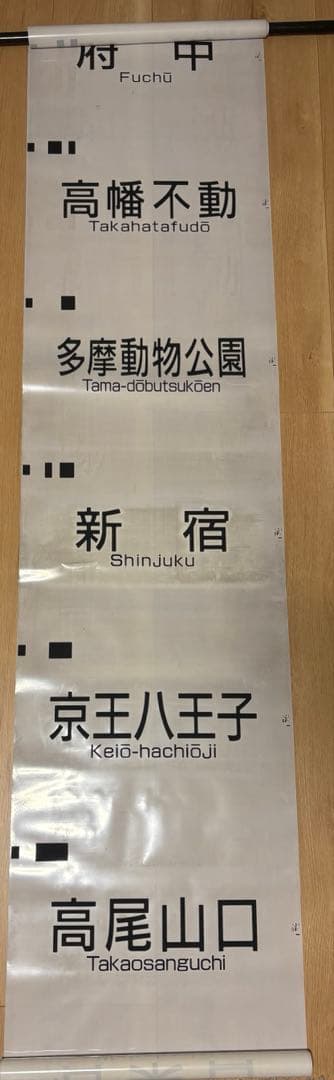 府中
Fuchū
高幡不動
Takahatafudō
多摩動物公園
Tama-dōbutsukōen
新宿
Shinjuku
京王八王子
Keiō-hachiōji
高尾山口
Takaosanguchi